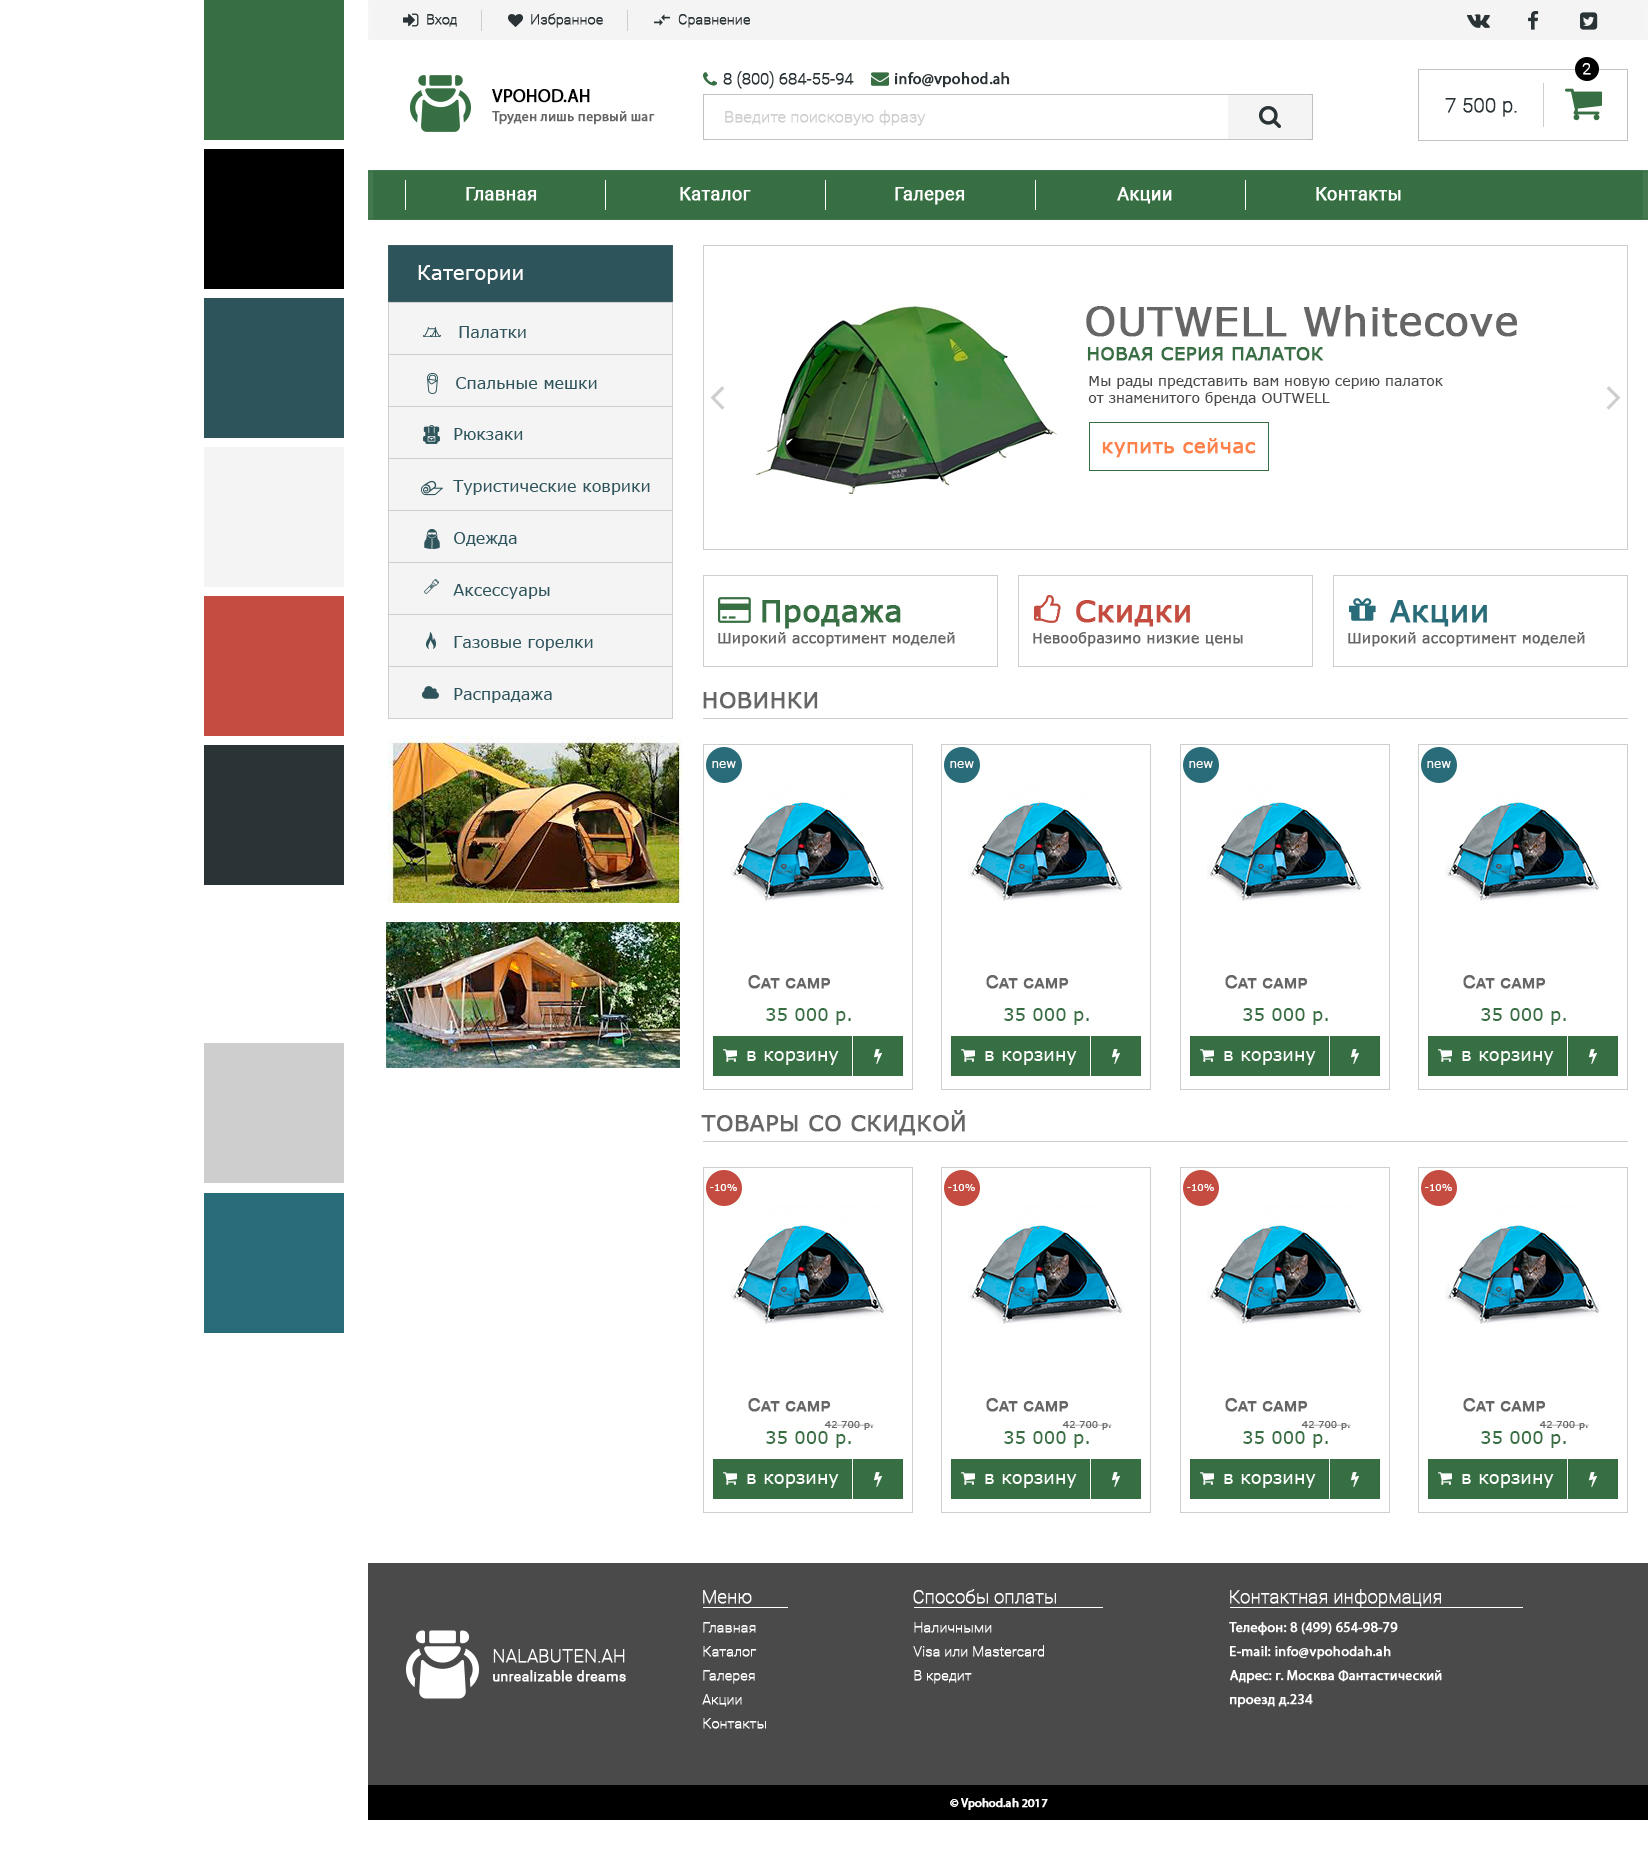 Вход
Избранное
Сравнение
VPOHOD.AH
Труден лишь первый шаг
8 (800) 684-55-94
info@vpohod.ah
Введите поисковую фразу
7 500 р.
2
Главная
Каталог
Галерея
Акции
Контакты
Категории
Палатки
Спальные мешки
Рюкзаки
Туристические коврики
Одежда
Аксессуары
Газовые горелки
Распрадажа
OUTWELL Whitecove
НОВАЯ СЕРИЯ ПАЛАТОК
Мы рады представить вам новую серию палаток
от знаменитого бренда OUTWELL
купить сейчас
Продажа
Широкий ассортимент моделей
Скидки
Невообразимо низкие цены
Акции
Широкий ассортимент моделей
НОВИНКИ
new
Cat camp
35 000 р.
в корзину
new
Cat camp
35 000 р.
в корзину
new
Cat camp
35 000 р.
в корзину
new
Cat camp
35 000 р.
в корзину
ТОВАРЫ СО СКИДКОЙ
-10%
Cat camp
42 700 р.
35 000 р.
в корзину
-10%
Cat camp
42 700 р.
35 000 р.
в корзину
-10%
Cat camp
42 700 р.
35 000 р.
в корзину
-10%
Cat camp
42 700 р.
35 000 р.
в корзину
NALABUTEN.AH
unrealizable dreams
Меню
Главная
Каталог
Галерея
Акции
Контакты
Способы оплаты
Наличными
Visa или Mastercard
В кредит
Контактная информация
Телефон: 8 (499) 654-98-79
E-mail: info@vpohodah.ah
Адрес: г. Москва Фантастический
проезд д.234
© Vpohod.ah 2017